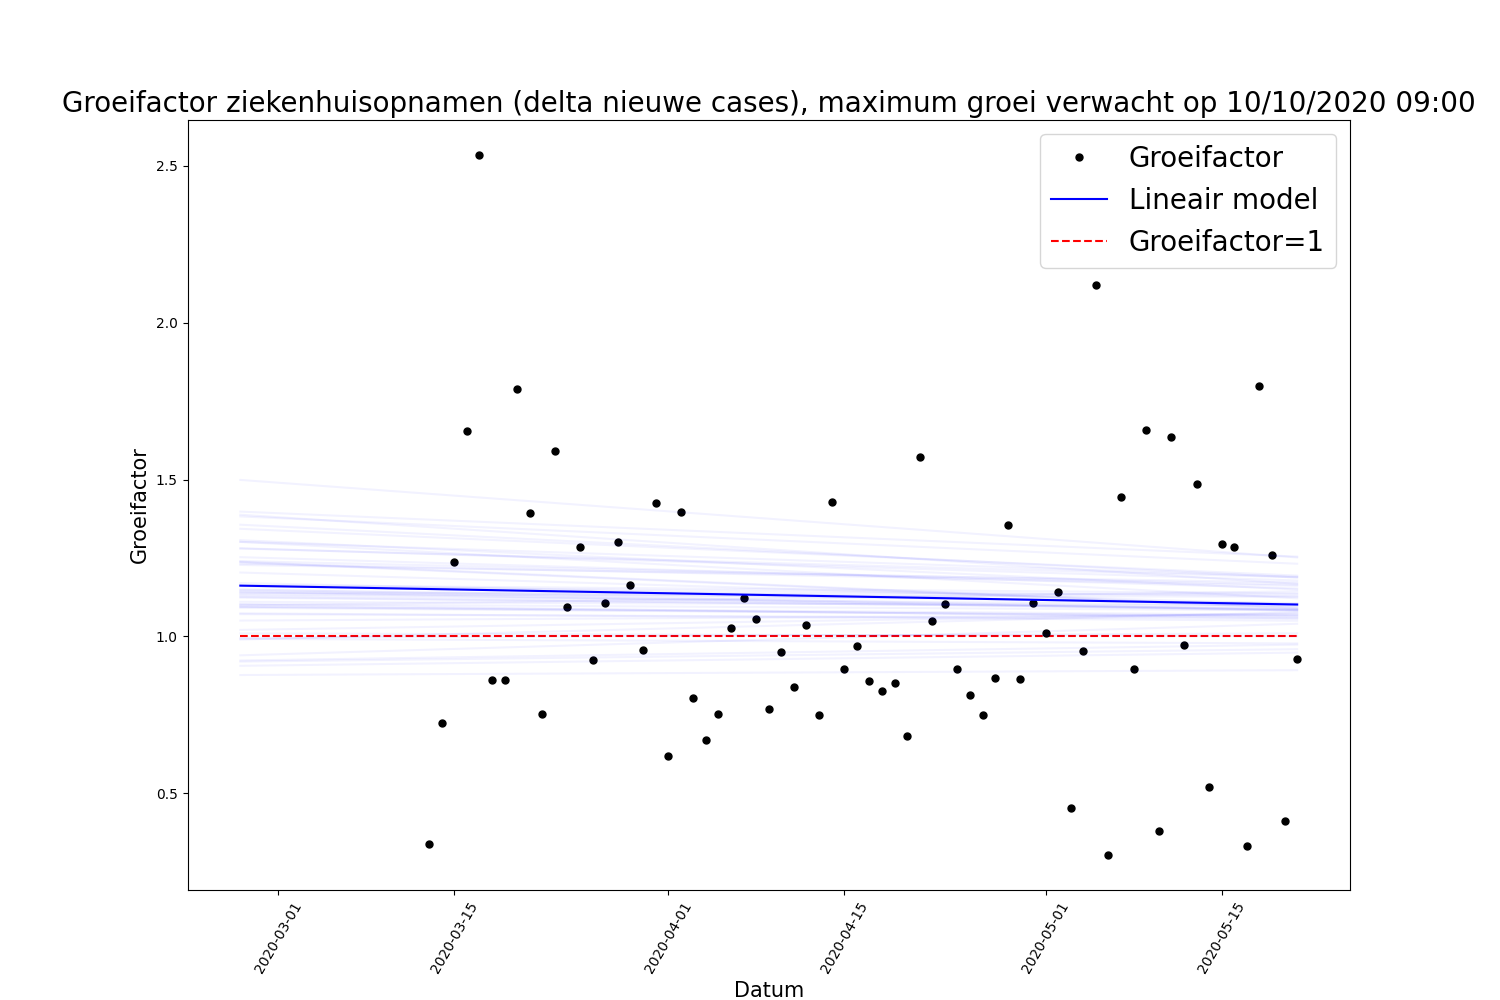 Groeifactor ziekenhuisopnamen (delta nieuwe cases), maximum groei verwacht op 10/10/2020 09:00
Groeifactor
Lineair model
Groeifactor=1
2.5
2.0
1.5
1.0
0.5
Groeifactor
2020-03-01
2020-03-15
2020-04-01
2020-04-15
2020-05-01
2020-05-15
Datum